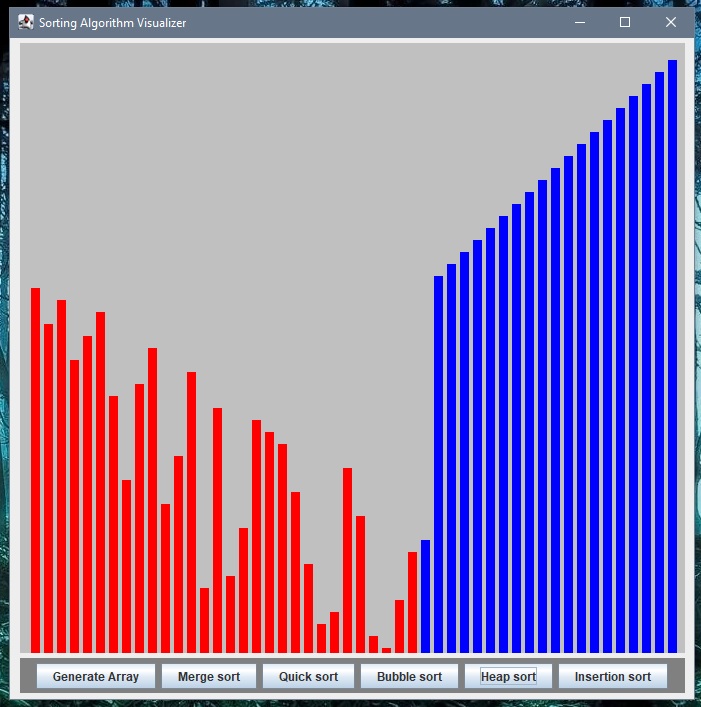 Sorting Algorithm Visualizer
Generate Array
Merge sort
Quick sort
Bubble sort
Heap sort
Insertion sort